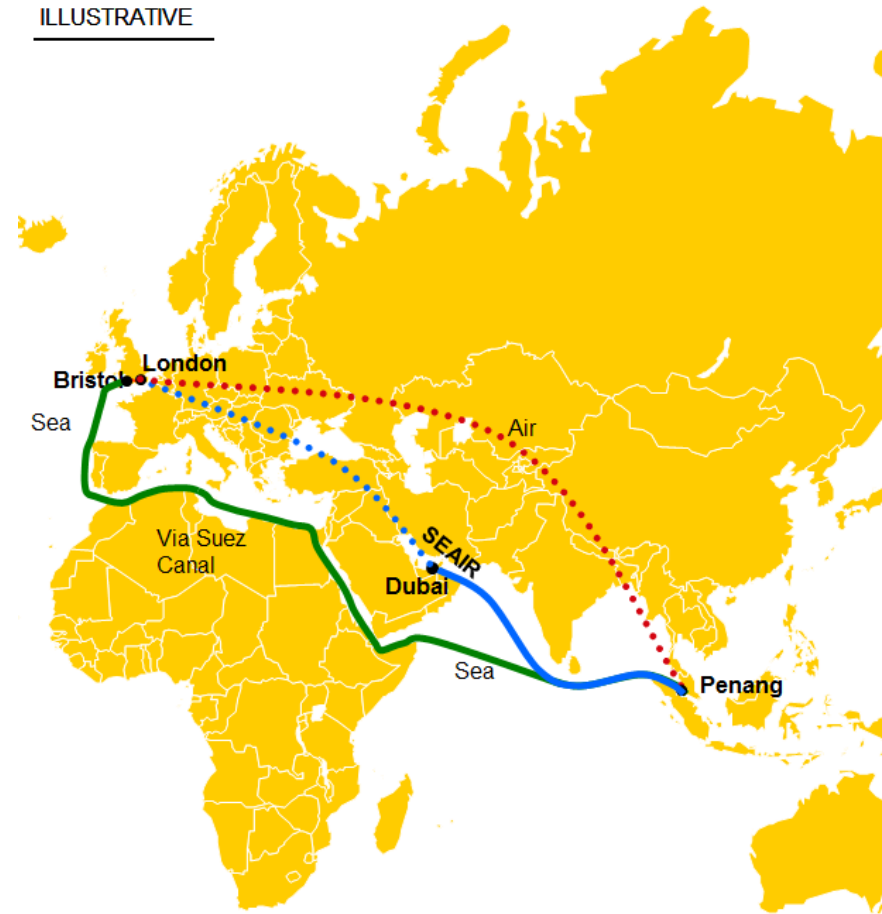 ILLUSTRATIVE
London
Bristol
Sea
Air
Via Suez
Canal
SEAIR
Dubai
Sea
Penang